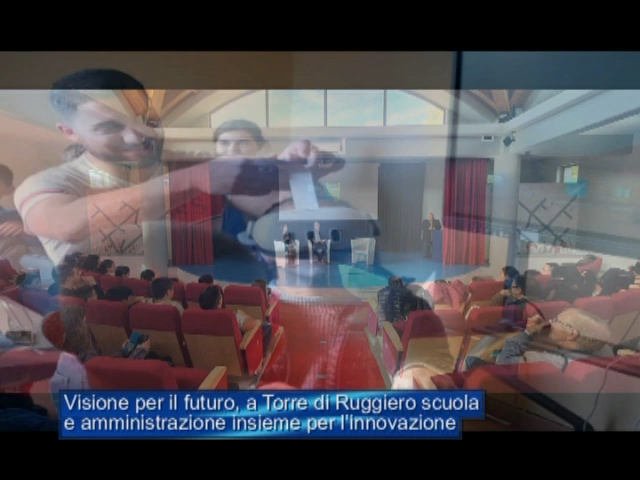 Visione per il futuro, a Torre di Ruggiero scuola
e amministrazione insieme per l'innovazione